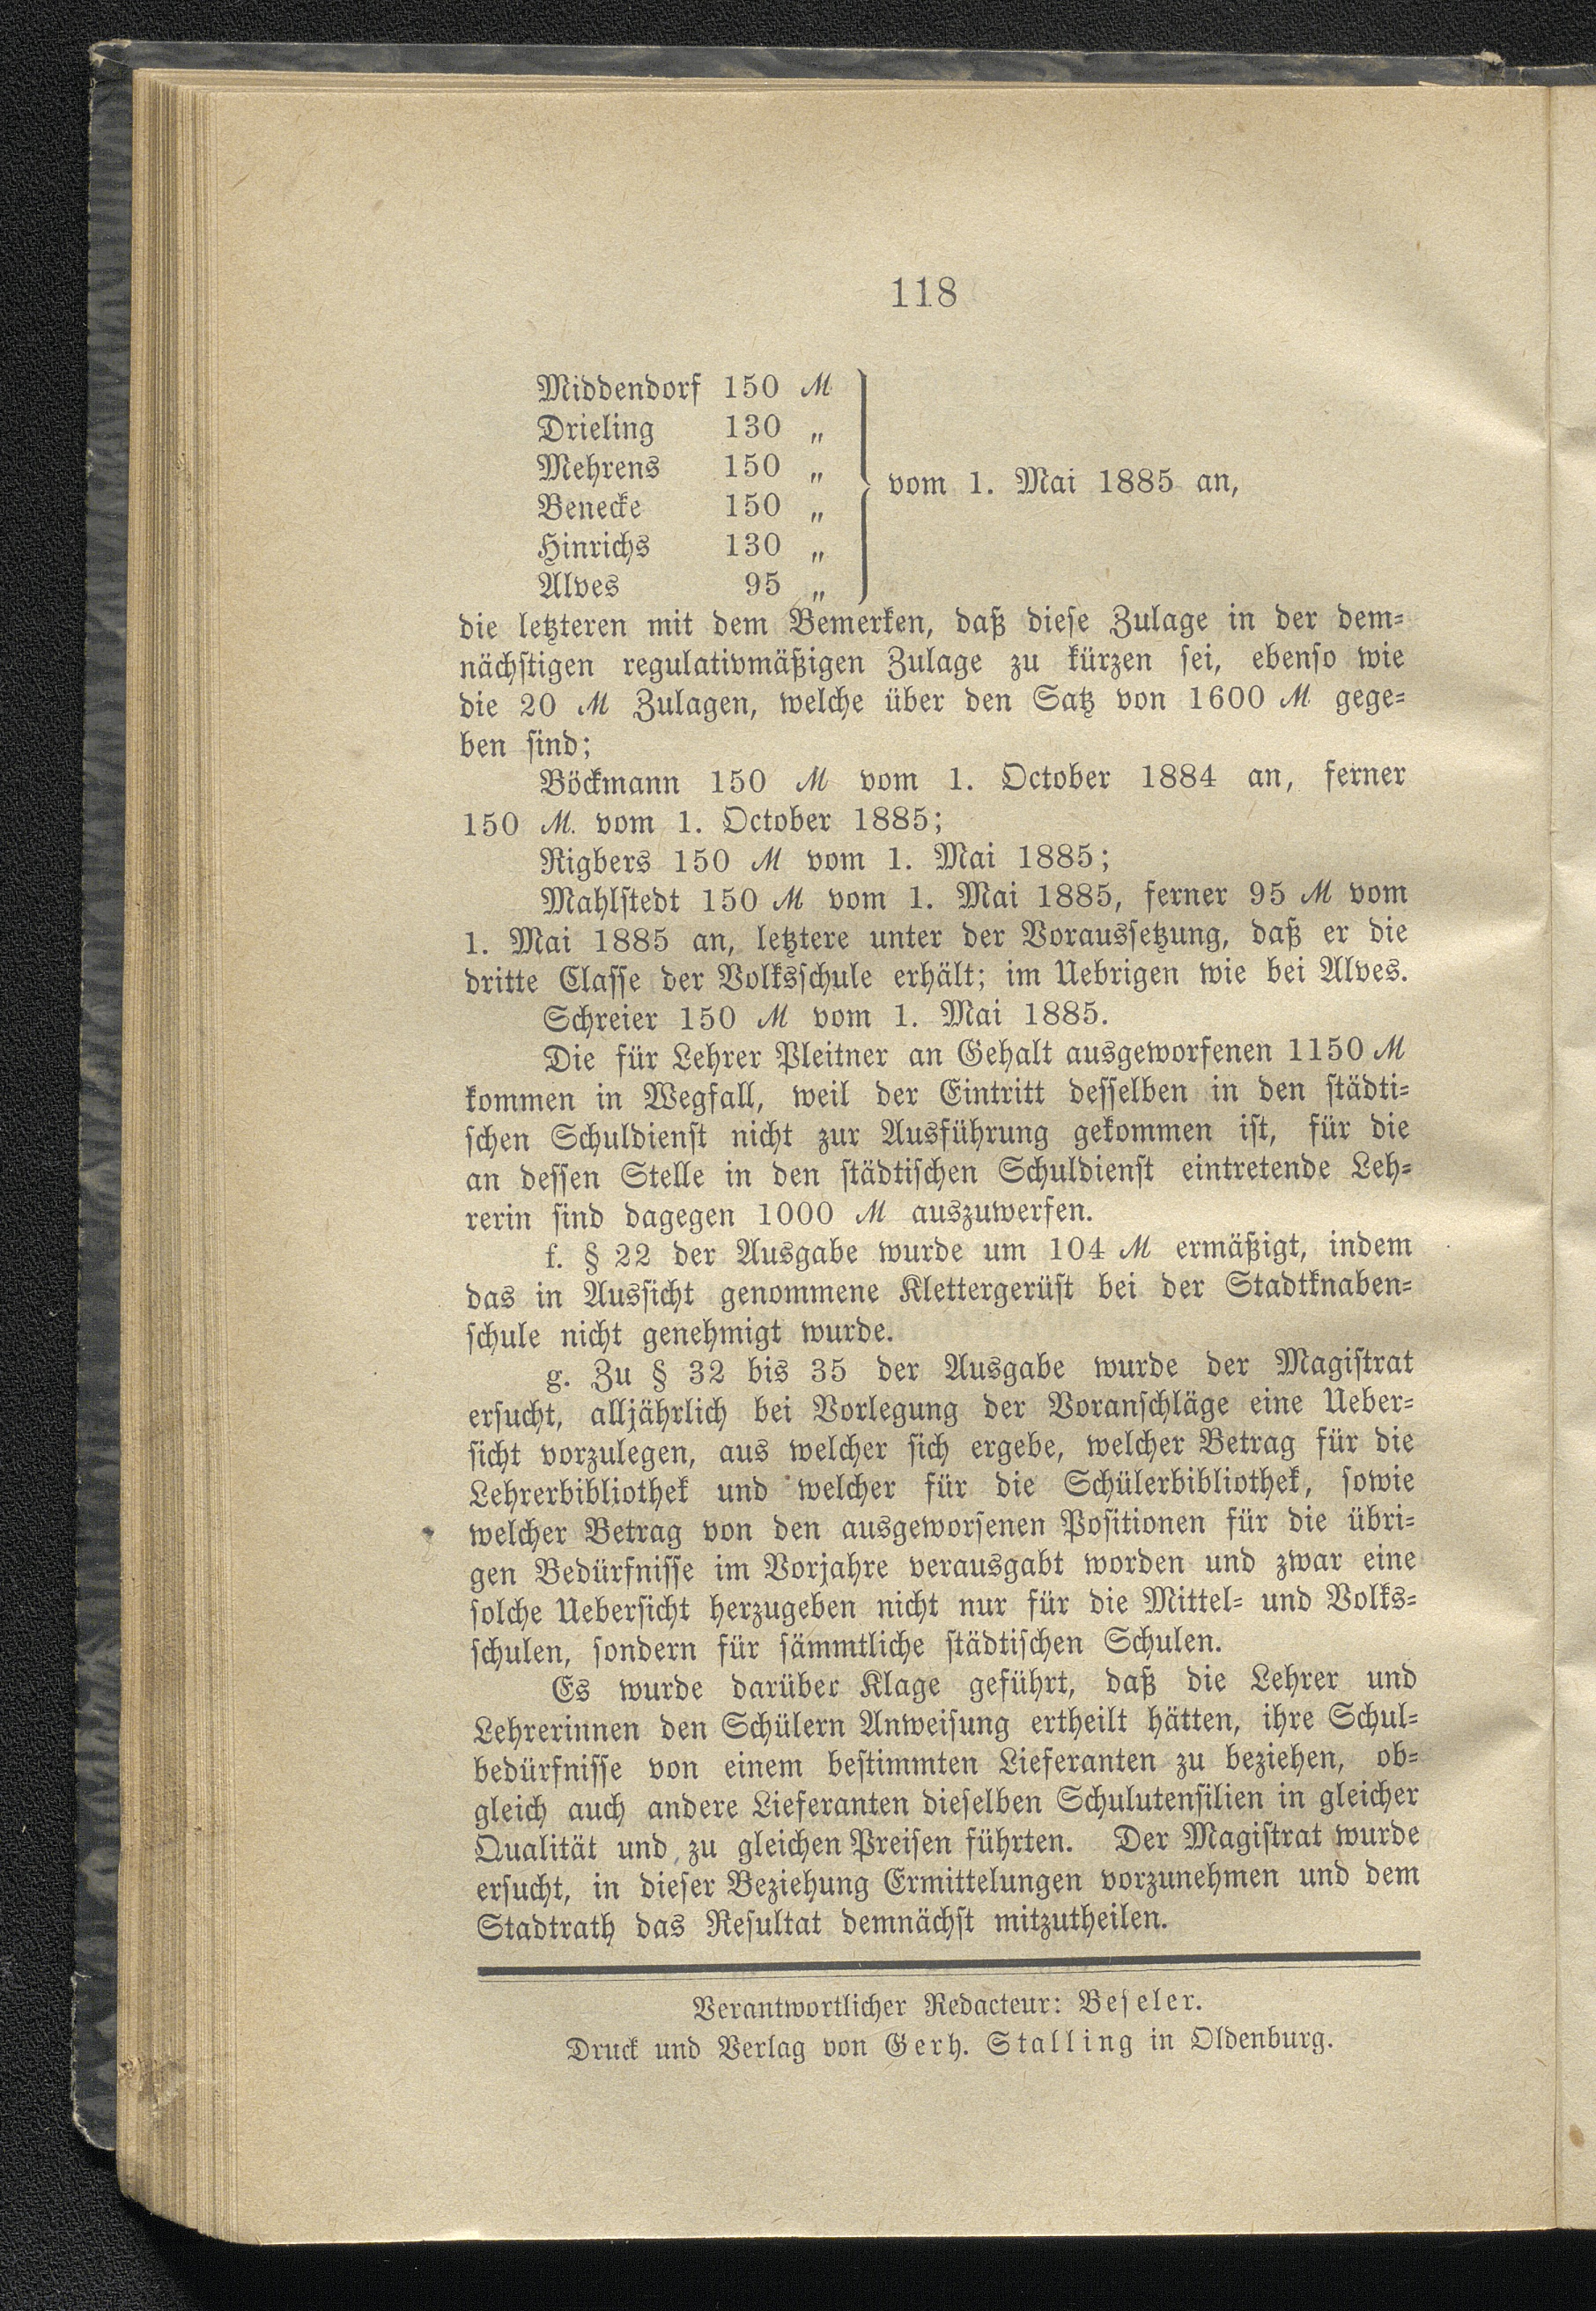 118
Middendorf 150 M
Drieling 130 „
Mehrens 150 „
Benecke 150 „
Hinrichs 130 „
Alves 95 „
vom 1. Mai 1885 an,
die letzteren mit dem Bemerken, daß diese Zulage in der dem-
nächstigen regulativmäßigen Zulage zu kürzen sei, ebenso wie
die 20 M Zulagen, welche über den Satz von 1600 M gege-
ben sind;
Böckmann 150 M vom 1. October 1884 an, ferner
150 M. vom 1. October 1885;
Rigbers 150 M vom 1. Mai 1885;
Mahlstedt 150 M vom 1. Mai 1885, ferner 95 M vom
1. Mai 1885 an, letztere unter der Voraussetzung, daß er die
dritte Classe der Volksschule erhält; im Uebrigen wie bei Alves.
Schreier 150 M vom 1. Mai 1885.
Die für Lehrer Pleitner an Gehalt ausgeworfenen 1150 M
kommen in Wegfall, weil der Eintritt desselben in den städti-
schen Schuldienst nicht zur Ausführung gekommen ist, für die
an dessen Stelle in den städtischen Schuldienst eintretende Leh-
rerin sind dagegen 1000 M auszuwerfen.
f. § 22 der Ausgabe wurde um 104 M ermäßigt, indem
das in Aussicht genommene Klettergerüst bei der Stadtknaben-
schule nicht genehmigt wurde.
g. Zu § 32 bis 35 der Ausgabe wurde der Magistrat
ersucht, alljährlich bei Vorlegung der Voranschläge eine Ueber-
sicht vorzulegen, aus welcher sich ergebe, welcher Betrag für die
Lehrerbibliothek und welcher für die Schülerbibliothek, sowie
welcher Betrag von den ausgeworfenen Positionen für die übri-
gen Bedürfnisse im Vorjahre verausgabt worden und zwar eine
solche Uebersicht herzugeben nicht nur für die Mittel- und Volks-
schulen, sondern für sämmtliche städtischen Schulen.
Es wurde darüber Klage geführt, daß die Lehrer und
Lehrerinnen den Schülern Anweisung ertheilt hätten, ihre Schul-
bedürfnisse von einem bestimmten Lieferanten zu beziehen, ob-
gleich auch andere Lieferanten dieselben Schulutensilien in gleicher
Qualität und zu gleichen Preisen führten. Der Magistrat wurde
ersucht, in dieser Beziehung Ermittelungen vorzunehmen und dem
Stadtrath das Resultat demnächst mitzutheilen.
Verantwortlicher Redacteur: Beseler.
Druck und Verlag von Gerh. Stalling in Oldenburg.